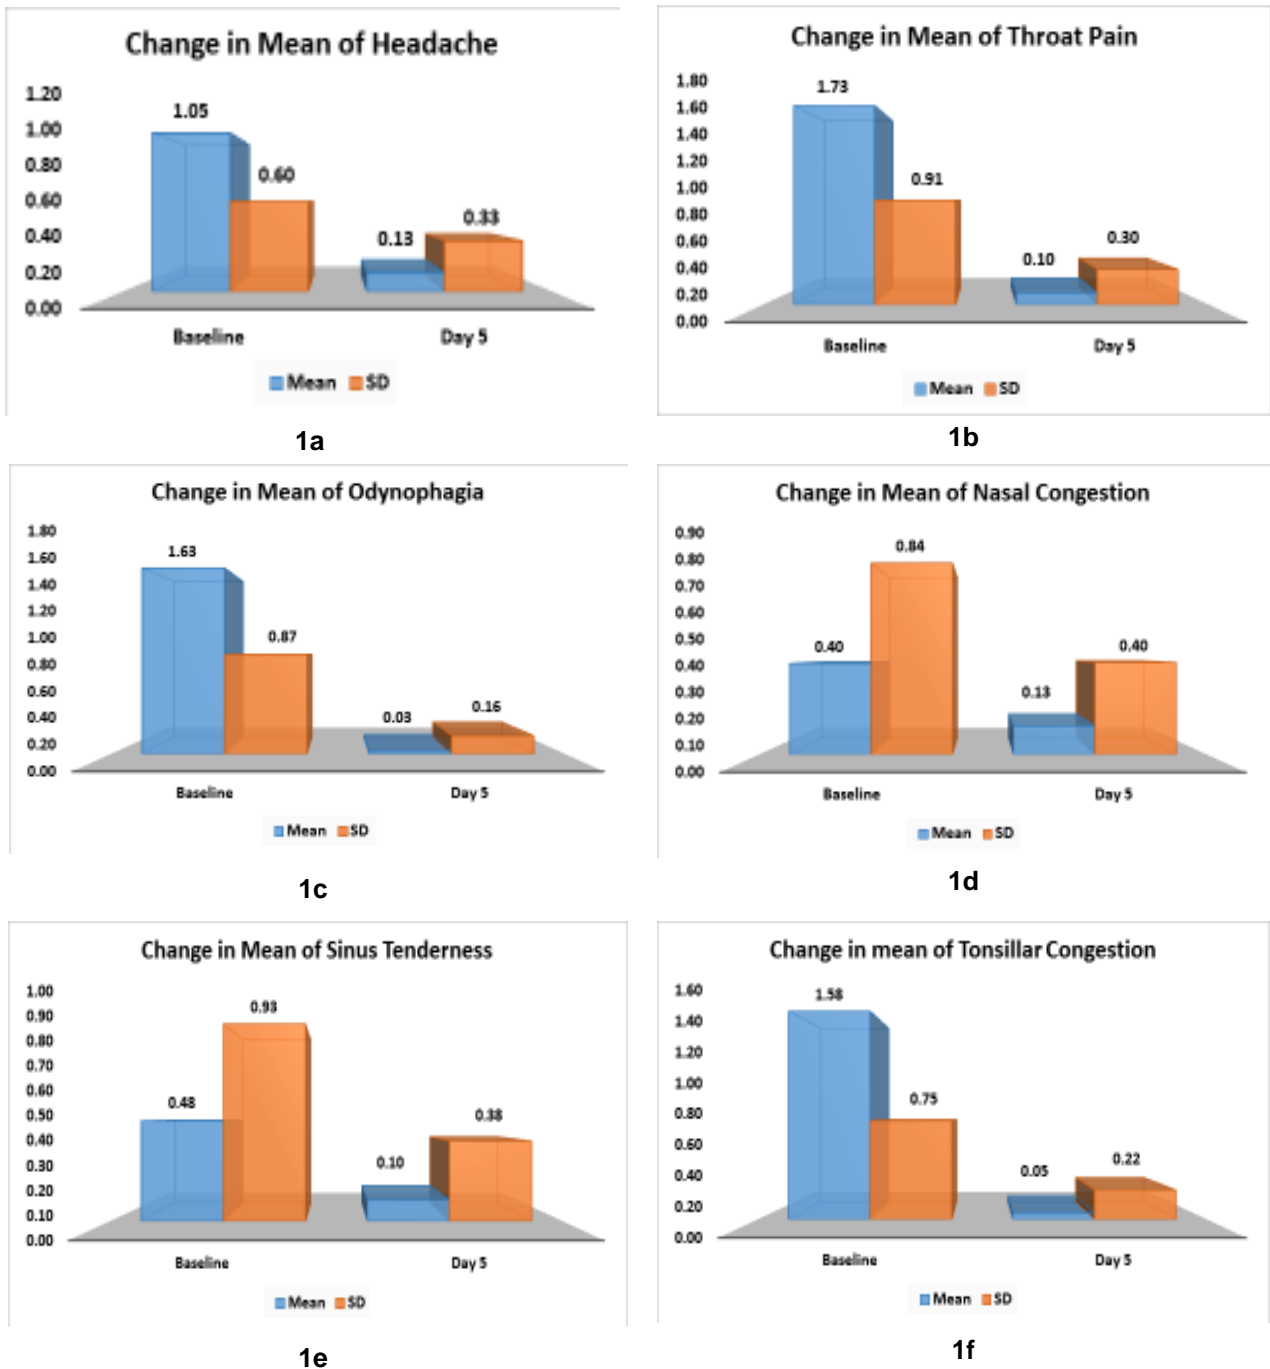 Change in Mean of Headache
1.20
1.00
0.80
0.60
0.40
0.20
0.00
1.05
0.60
0.13
0.33
Baseline
Day 5
Mean SD
1a
Change in Mean of Throat Pain
1.80
1.60
1.40
1.20
1.00
0.80
0.60
0.40
0.20
0.00
1.73
0.91
0.10
0.30
Baseline
Day 5
Mean SD
1b
Change in Mean of Odynophagia
1.80
1.60
1.40
1.20
1.00
0.80
0.60
0.40
0.20
0.00
1.63
0.87
0.03
0.16
Baseline
Day 5
Mean SD
1c
Change in Mean of Nasal Congestion
0.90
0.80
0.70
0.60
0.50
0.40
0.30
0.20
0.10
0.00
0.40
0.84
0.13
0.40
Baseline
Day 5
Mean SD
1d
Change in Mean of Sinus Tenderness
1.00
0.90
0.80
0.70
0.60
0.50
0.40
0.30
0.20
0.10
0.00
0.48
0.93
0.10
0.38
Baseline
Day 5
Mean SD
1e
Change in mean of Tonsillar Congestion
1.60
1.40
1.20
1.00
0.80
0.60
0.40
0.20
0.00
1.58
0.75
0.05
0.22
Baseline
Day 5
Mean SD
1f